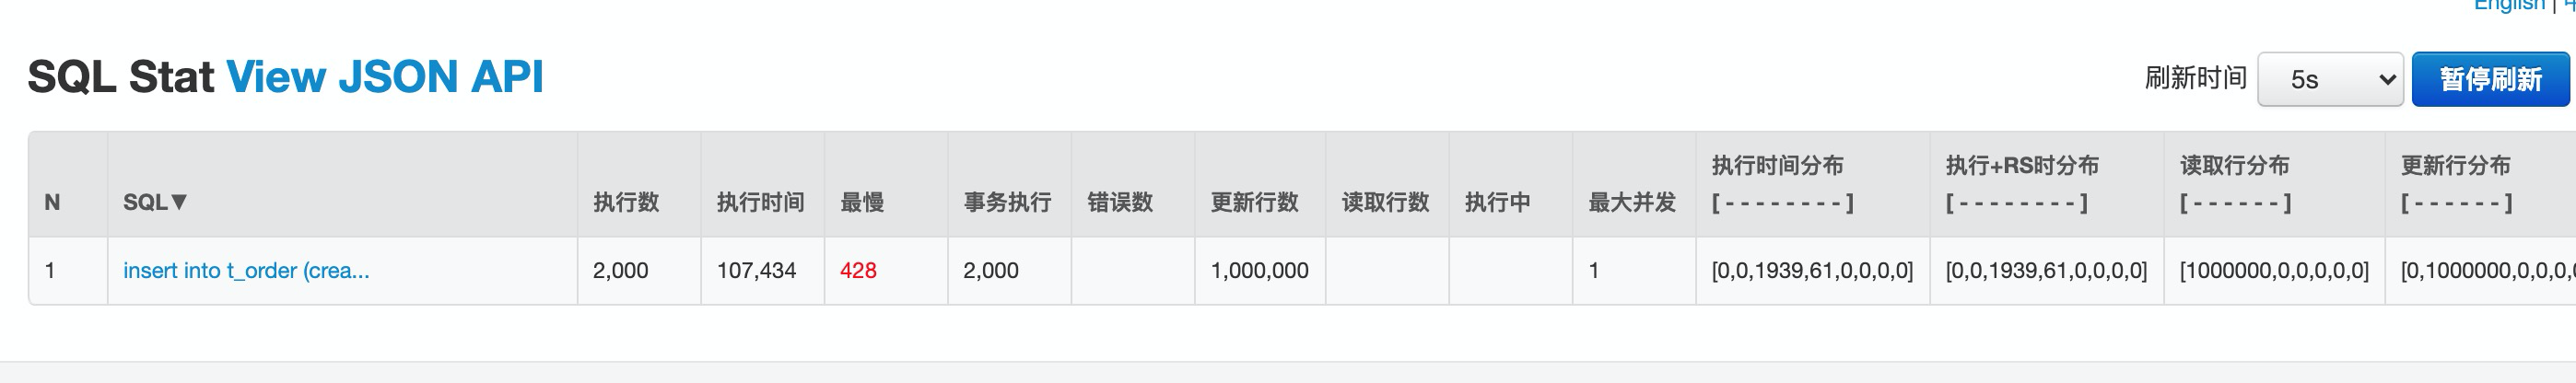 English |
SQL Stat View JSON API
刷新时间 5s 暂停刷新
N SQL▼ 执行数 执行时间 最慢 事务执行 错误数 更新行数 读取行数 执行中 最大并发 执行时间分布 [ - - - - - - - - ] 执行+RS时分布 [ - - - - - - - - ] 读取行分布 [ - - - - - - ] 更新行分布 [ - - - - - - ]
1 insert into t_order (crea... 2,000 107,434 428 2,000 1,000,000 1 [0,0,1939,61,0,0,0,0] [0,0,1939,61,0,0,0,0] [1000000,0,0,0,0,0] [0,1000000,0,0,0,